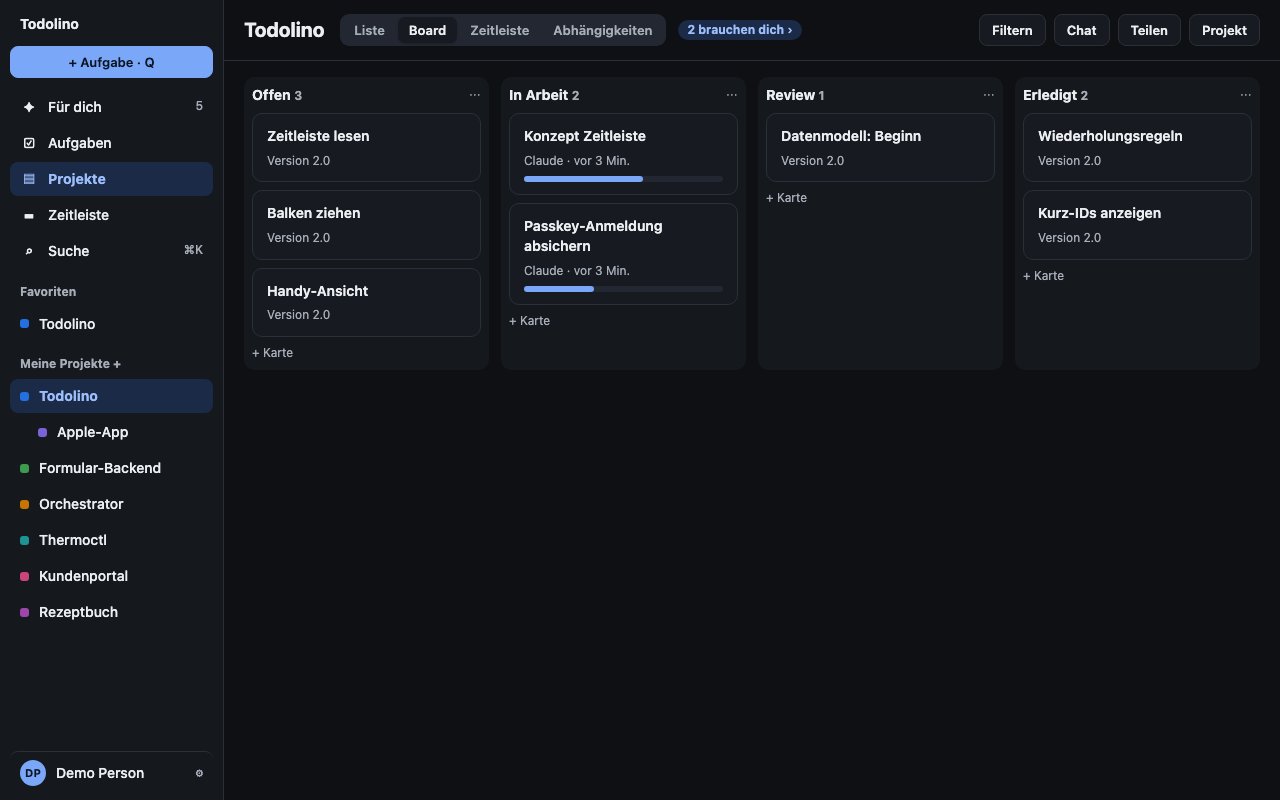 Todolino
+ Aufgabe · Q
Für dich 5
Aufgaben
Projekte
Zeitleiste
Suche ⌘K
Favoriten
Todolino
Meine Projekte +
Todolino
Apple-App
Formular-Backend
Orchestrator
Thermoctl
Kundenportal
Rezeptbuch
DP Demo Person
Todolino
Liste Board Zeitleiste Abhängigkeiten
2 brauchen dich ›
Filtern Chat Teilen Projekt
Offen 3 ···
Zeitleiste lesen
Version 2.0
Balken ziehen
Version 2.0
Handy-Ansicht
Version 2.0
+ Karte
In Arbeit 2 ···
Konzept Zeitleiste
Claude · vor 3 Min.
Passkey-Anmeldung
absichern
Claude · vor 3 Min.
+ Karte
Review 1 ···
Datenmodell: Beginn
Version 2.0
+ Karte
Erledigt 2 ···
Wiederholungsregeln
Version 2.0
Kurz-IDs anzeigen
Version 2.0
+ Karte